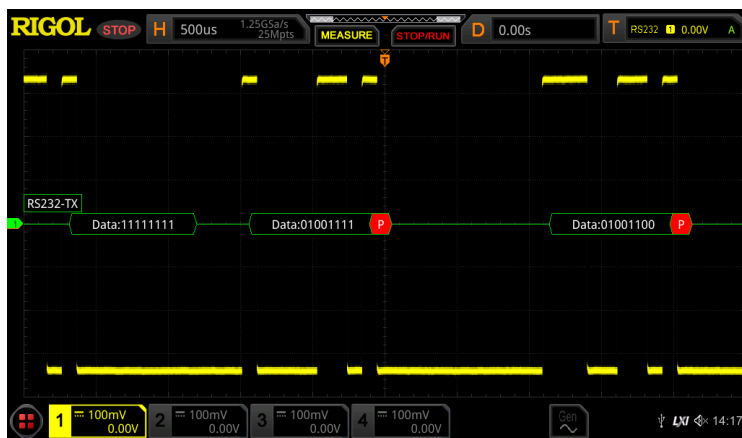 RIGOL STOP H 500us 1.25GSa/s 25Mpts MEASURE STOP/RUN D 0.00s T RS232 1 0.00V A
T
RS232-TX
1 Data:11111111 Data:01001111 P Data:01001100 P
1 100mV 0.00V 2 100mV 0.00V 3 100mV 0.00V 4 100mV 0.00V Gen LXI 14:17